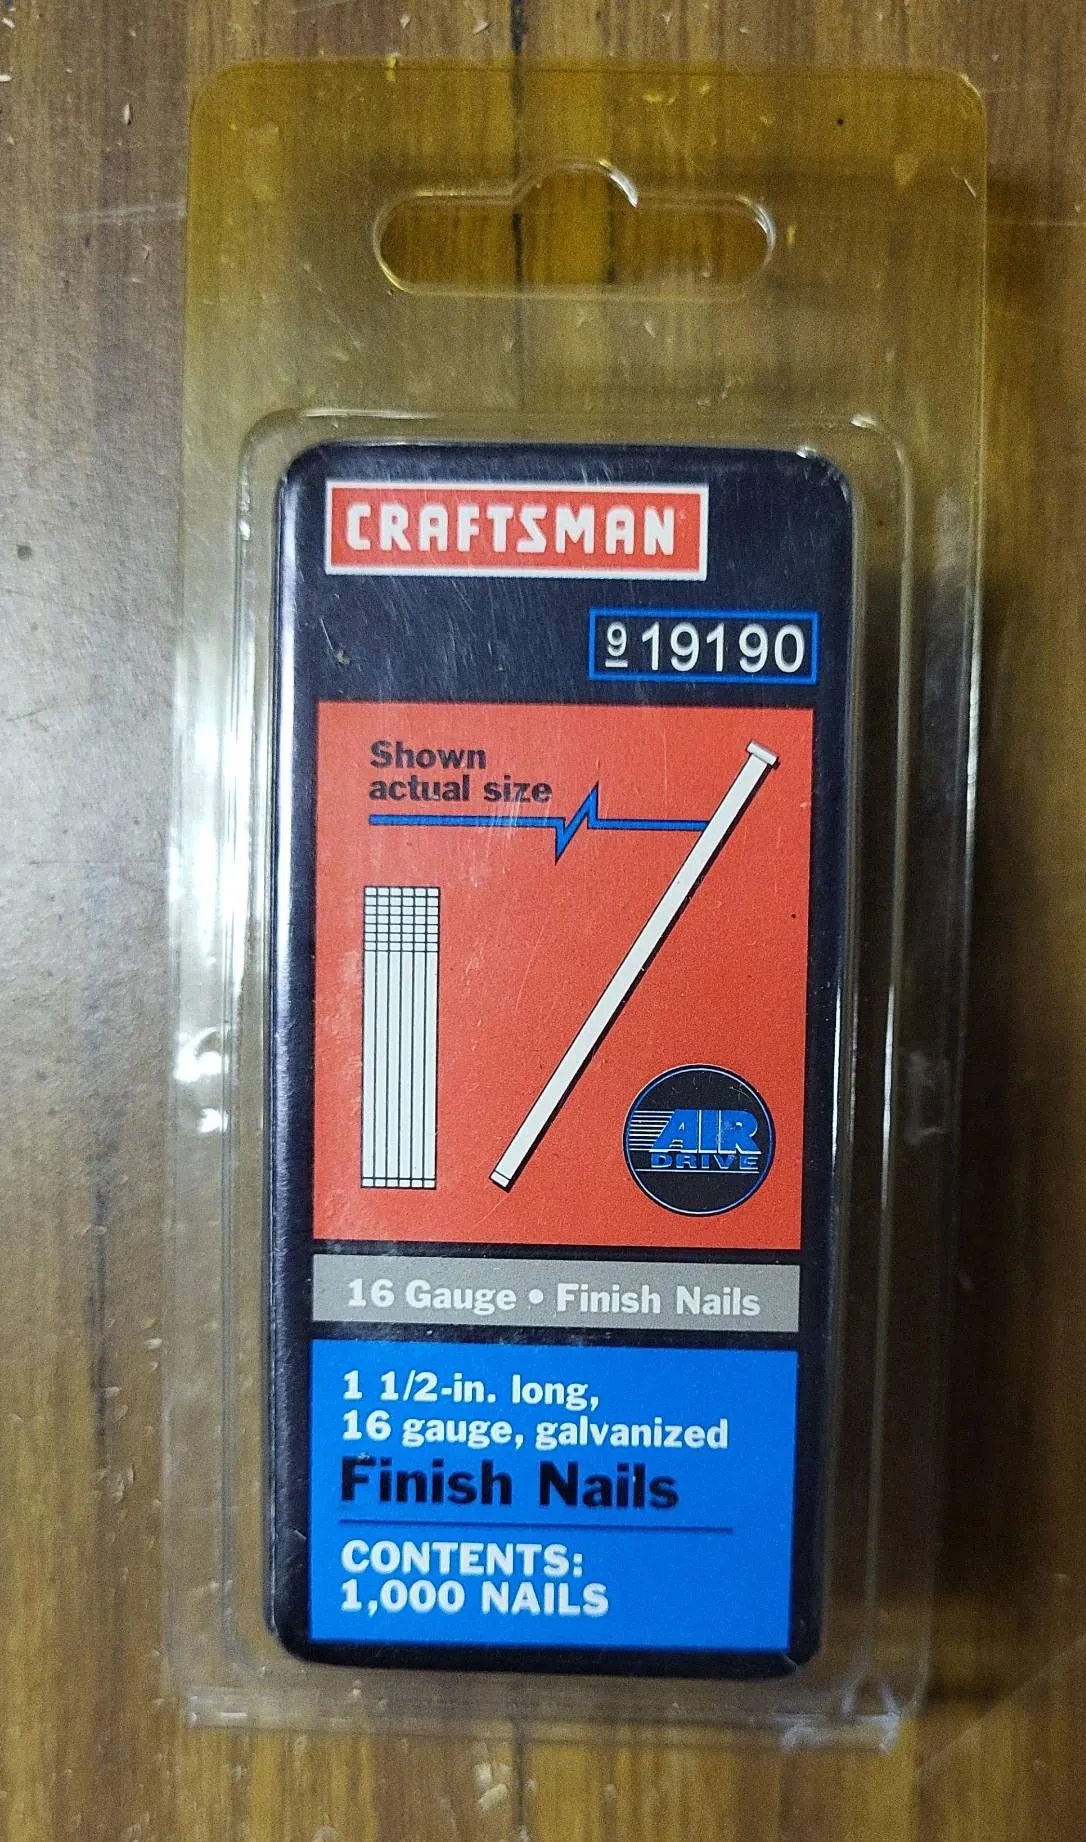 CRAFTSMAN
9 19190
Shown
actual size
AIR
DRIVE
16 Gauge • Finish Nails
1 1/2-in. long,
16 gauge, galvanized
Finish Nails
CONTENTS:
1,000 NAILS